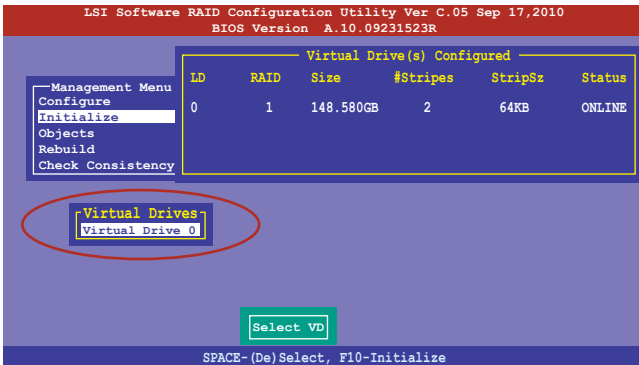 LSI Software RAID Configuration Utility Ver C.05 Sep 17,2010
BIOS Version A.10.09231523R
Virtual Drive(s) Configured
LD RAID Size #Stripes StripSz Status
0 1 148.580GB 2 64KB ONLINE
Management Menu
Configure
Initialize
Objects
Rebuild
Check Consistency
Virtual Drives
Virtual Drive 0
Select VD
SPACE-(De)Select, F10-Initialize